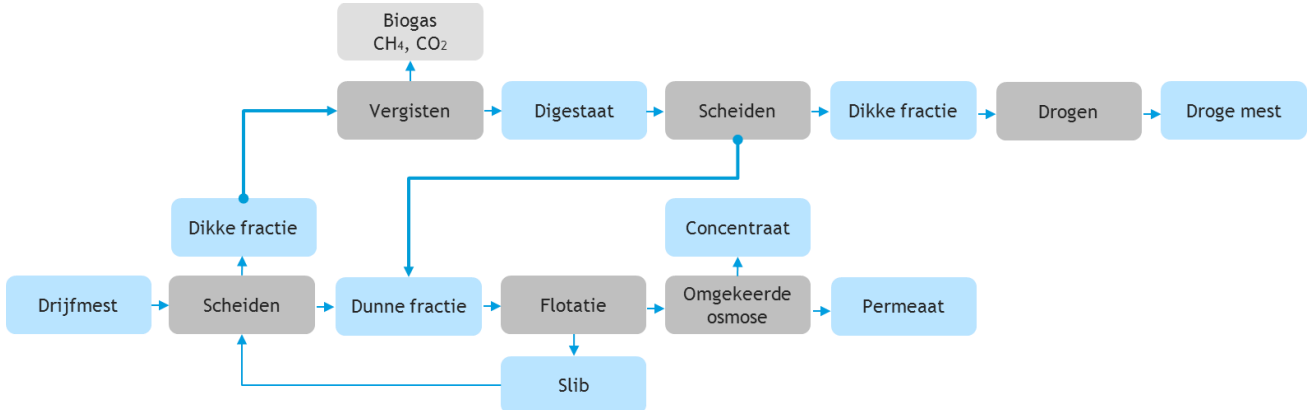 Biogas
CH4, CO2
Vergisten
Digestaat
Scheiden
Dikke fractie
Drogen
Droge mest
Dikke fractie
Concentraat
Drijfmest
Scheiden
Dunne fractie
Flotatie
Omgekeerde
osmose
Permeaat
Slib